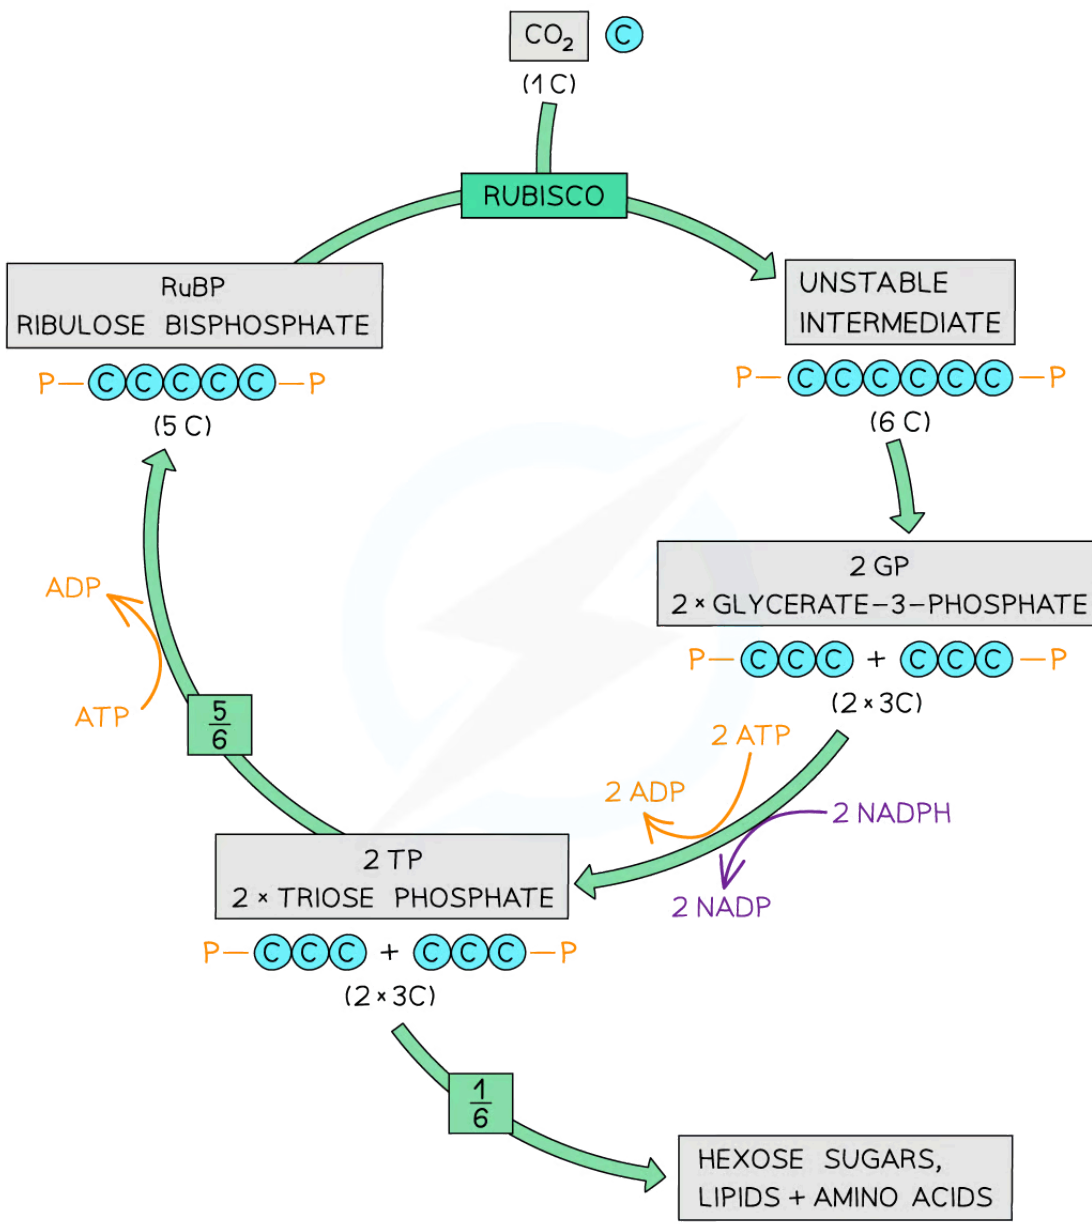 CO₂ C
(1 C)
RUBISCO
RuBP
RIBULOSE BISPHOSPHATE
P–CCCCC–P
(5 C)
UNSTABLE
INTERMEDIATE
P–CCCCCC–P
(6 C)
2 GP
2 × GLYCERATE–3–PHOSPHATE
P–CCC + CCC–P
(2 × 3C)
2 ATP
2 ADP
2 NADPH
2 NADP
2 TP
2 × TRIOSE PHOSPHATE
P–CCC + CCC–P
(2 × 3C)
5/6
ATP
ADP
1/6
HEXOSE SUGARS,
LIPIDS + AMINO ACIDS